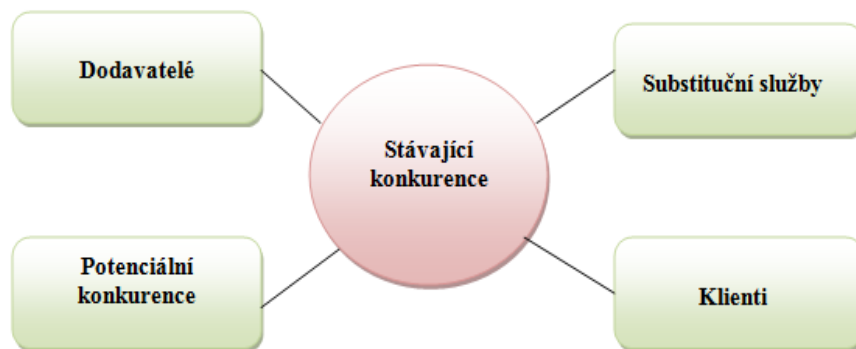 Dodavatelé
Substituční služby
Stávající
konkurence
Potenciální
konkurence
Klienti